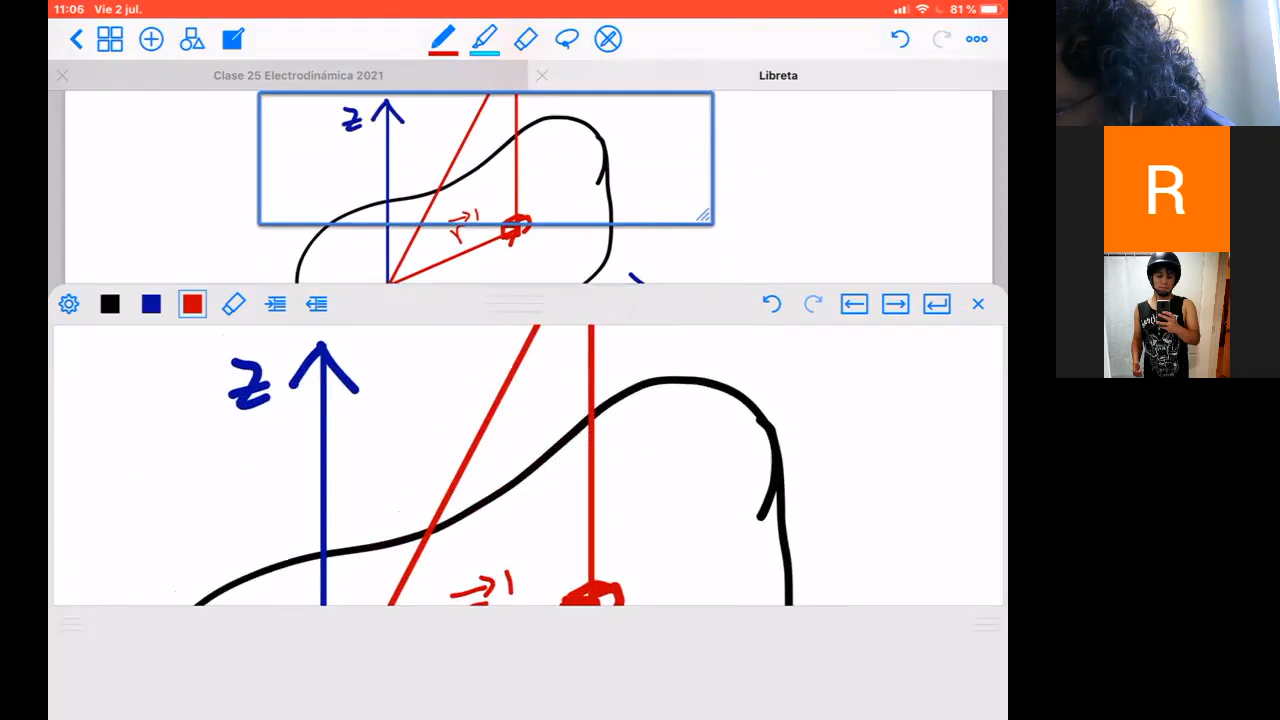 11:06 Vie 2 jul.
81 %
Clase 25 Electrodinámica 2021
Libreta
z
r⃗'
z
R